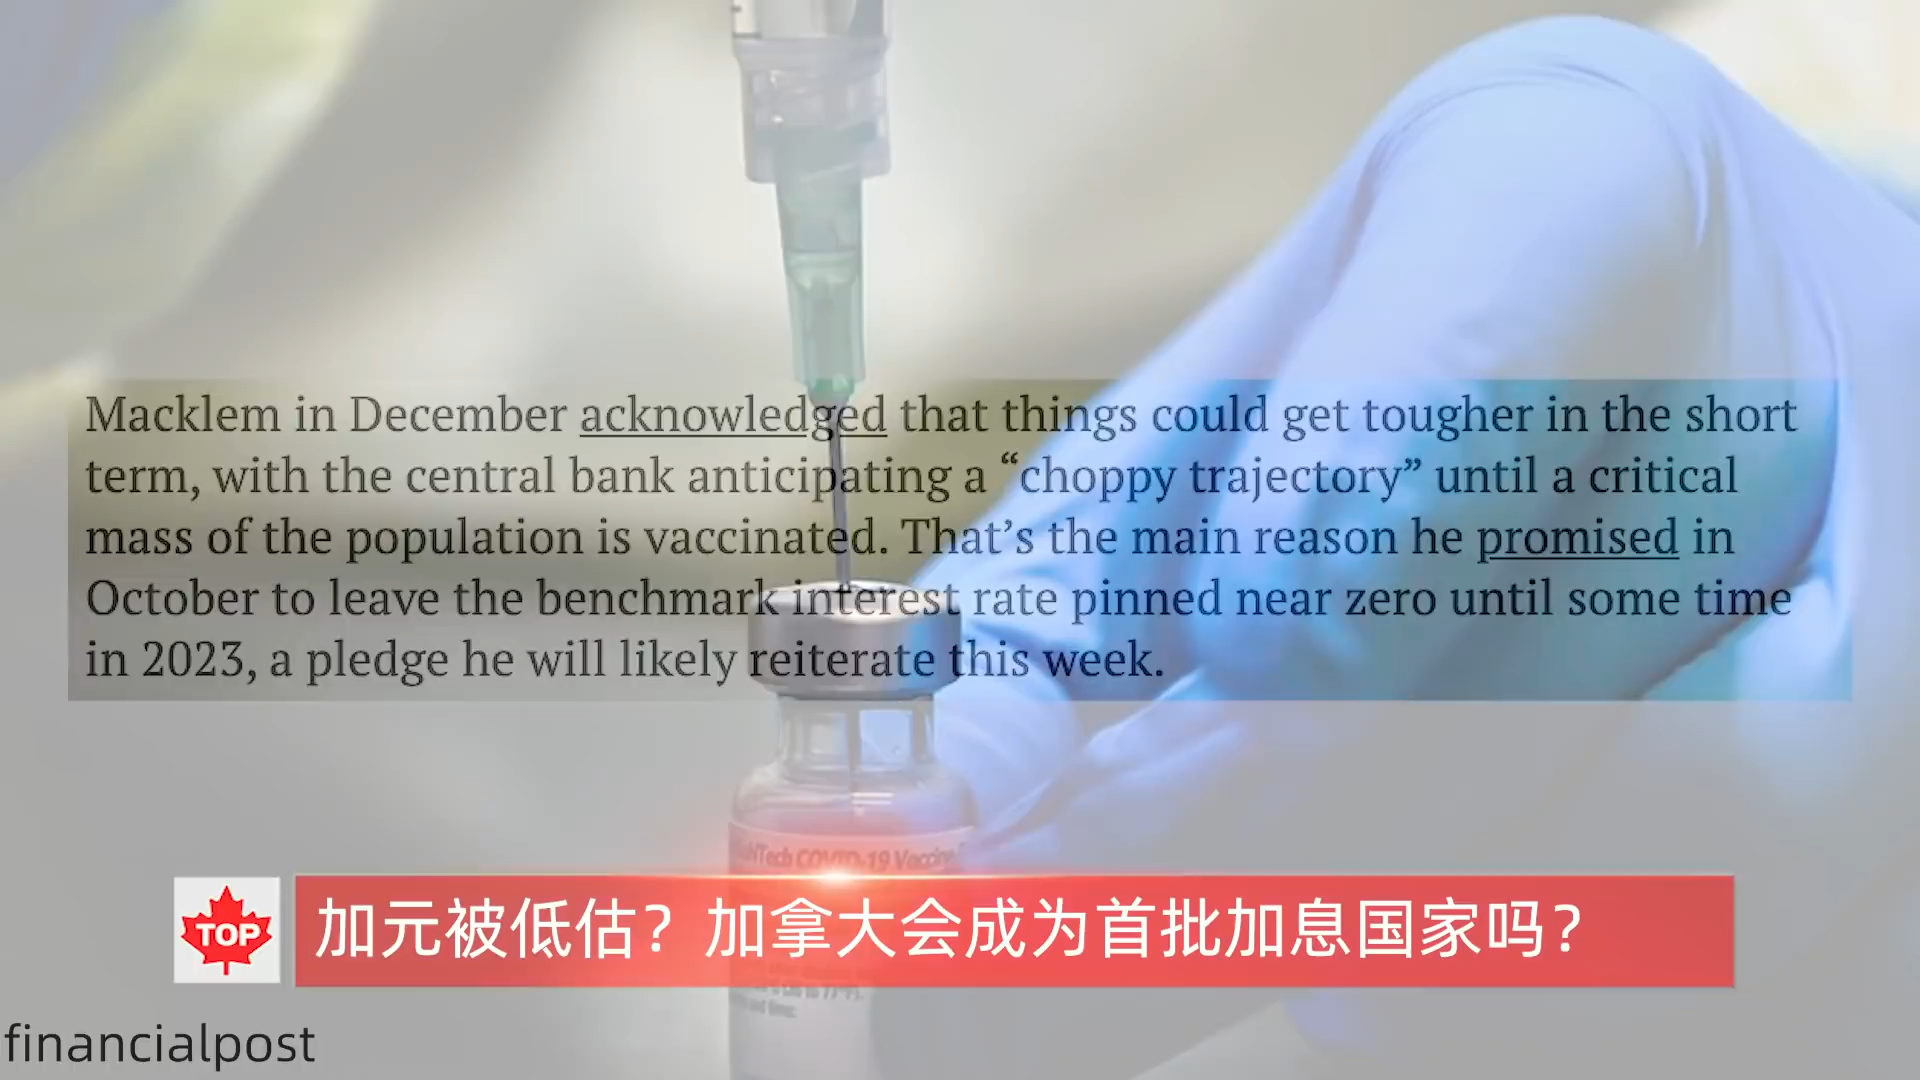 Macklem in December acknowledged that things could get tougher in the short
term, with the central bank anticipating a “choppy trajectory” until a critical
mass of the population is vaccinated. That’s the main reason he promised in
October to leave the benchmark interest rate pinned near zero until some time
in 2023, a pledge he will likely reiterate this week.
COVID-19 Vaccine
TOP
加元被低估？加拿大会成为首批加息国家吗？
financialpost